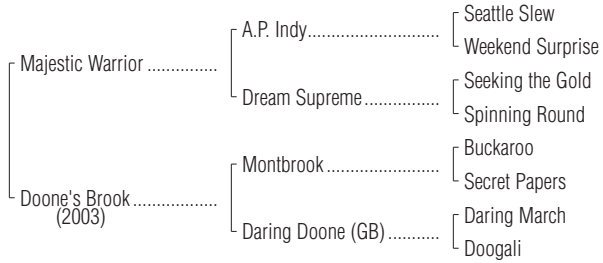 Seattle Slew
A.P. Indy............................
Weekend Surprise
Majestic Warrior ...............
Seeking the Gold
Dream Supreme................
Spinning Round
Buckaroo
Montbrook ........................
Secret Papers
Doone's Brook ..................
(2003)
Daring March
Daring Doone (GB) ...........
Doogali